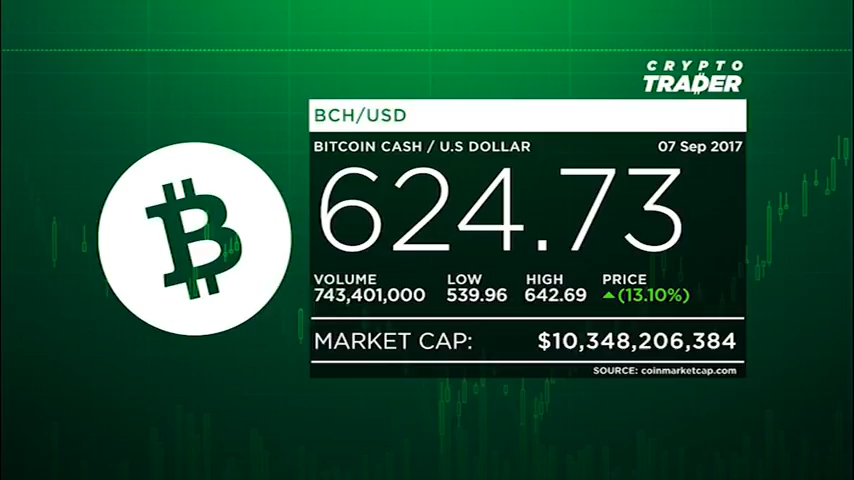 CRYPTO
TRADER
BCH/USD
BITCOIN CASH / U.S DOLLAR 07 Sep 2017
624.73
VOLUME LOW HIGH PRICE
743,401,000 539.96 642.69 ▲(13.10%)
MARKET CAP: $10,348,206,384
SOURCE: coinmarketcap.com